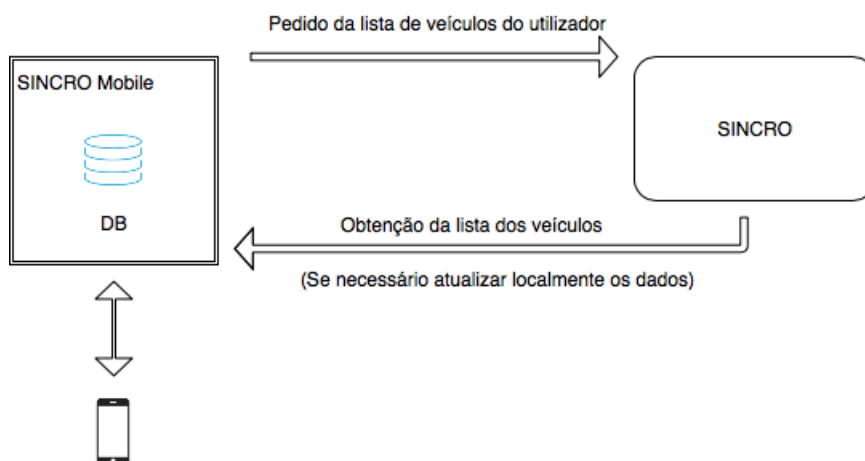 Pedido da lista de veículos do utilizador
SINCRO Mobile
SINCRO
DB
Obtenção da lista dos veículos
(Se necessário atualizar localmente os dados)